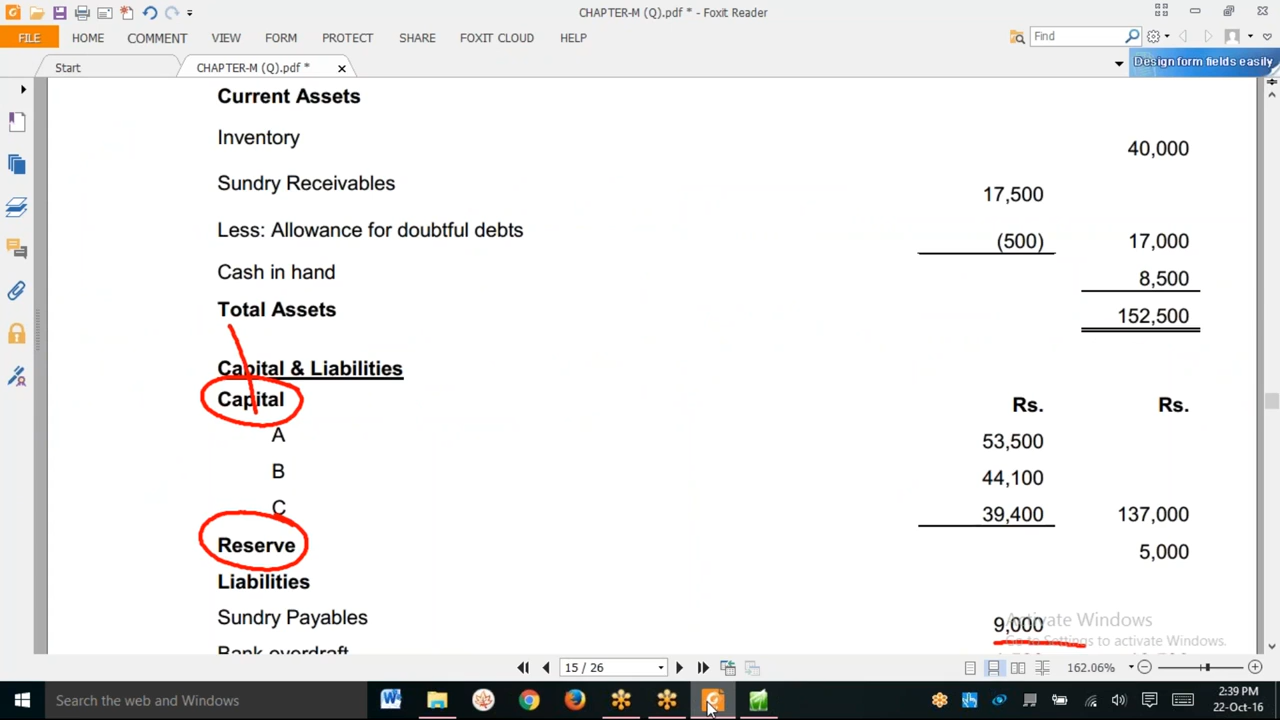 CHAPTER-M (Q).pdf * - Foxit Reader
FILE HOME COMMENT VIEW FORM PROTECT SHARE FOXIT CLOUD HELP Find
Start CHAPTER-M (Q).pdf * Design form fields easily
Current Assets
Inventory 40,000
Sundry Receivables 17,500
Less: Allowance for doubtful debts (500) 17,000
Cash in hand 8,500
Total Assets 152,500
Capital & Liabilities
Capital Rs. Rs.
A 53,500
B 44,100
C 39,400 137,000
Reserve 5,000
Liabilities
Sundry Payables 9,000
Activate Windows
Go to Settings to activate Windows.
Bank overdraft
15 / 26 162.06%
Search the web and Windows 2:39 PM
22-Oct-16